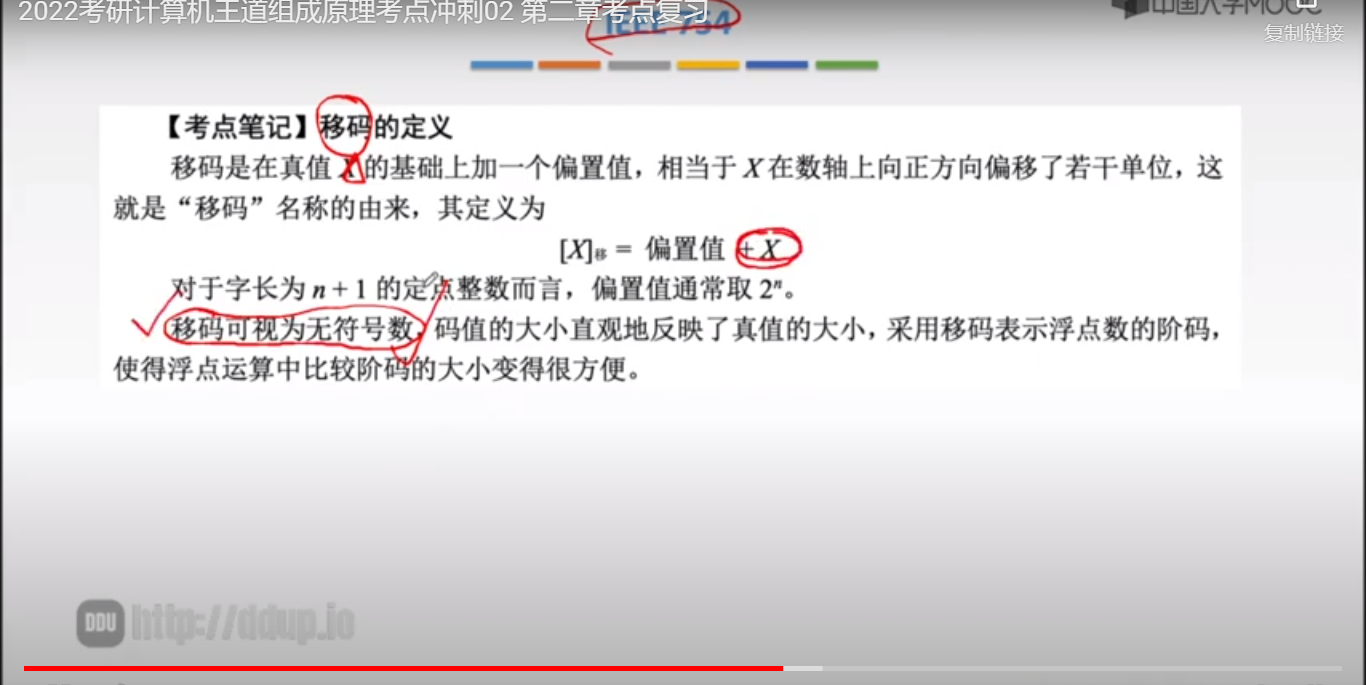 2022考研计算机王道组成原理考点冲刺02 第二章考点复习
中国大学MOOC
复制链接
IEEE 754
【考点笔记】移码的定义
移码是在真值 X 的基础上加一个偏置值，相当于 X 在数轴上向正方向偏移了若干单位，这
就是“移码”名称的由来，其定义为
[X]移 = 偏置值 + X
对于字长为 n + 1 的定点整数而言，偏置值通常取 2ⁿ。
移码可视为无符号数，码值的大小直观地反映了真值的大小，采用移码表示浮点数的阶码，
使得浮点运算中比较阶码的大小变得很方便。
DDU http://ddup.io